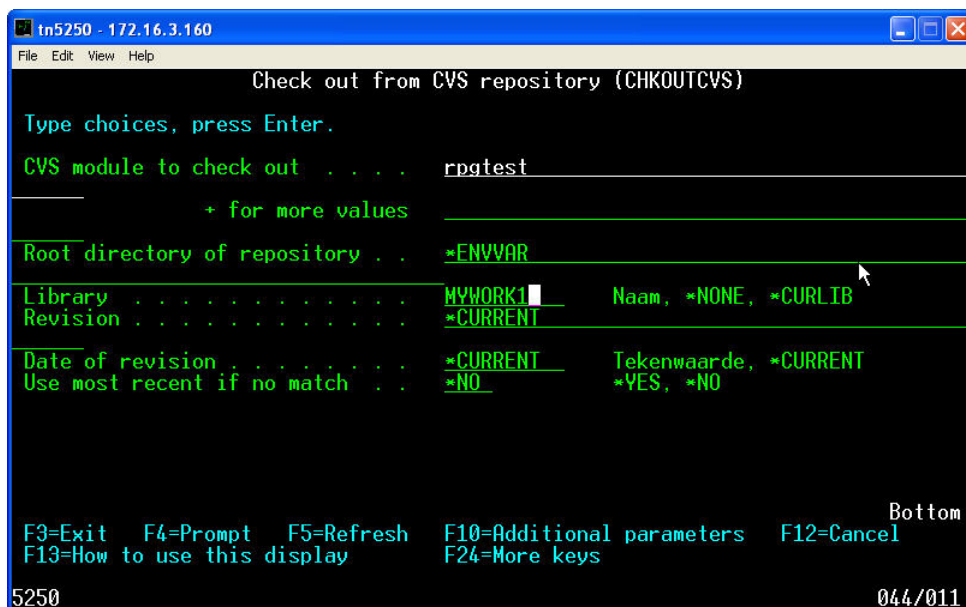 tn5250 - 172.16.3.160
File Edit View Help
Check out from CVS repository (CHKOUTCVS)
Type choices, press Enter.
CVS module to check out . . . . rpgtest
+ for more values
Root directory of repository . . *ENVVAR
Library . . . . . . . . . . . . MYWORK1 Naam, *NONE, *CURLIB
Revision . . . . . . . . . . . . *CURRENT
Date of revision . . . . . . . . *CURRENT Tekenwaarde, *CURRENT
Use most recent if no match . . *NO *YES, *NO
Bottom
F3=Exit F4=Prompt F5=Refresh F10=Additional parameters F12=Cancel
F13=How to use this display F24=More keys
5250 044/011